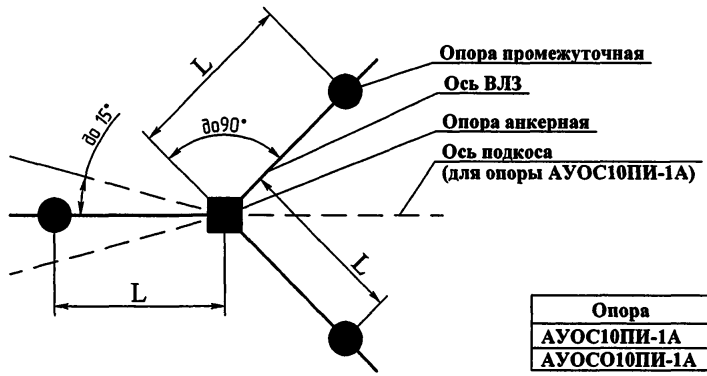 L
до 15°
до90°
L
L
Опора промежуточная
Ось ВЛЗ
Опора анкерная
Ось подкоса
(для опоры АУОС10ПИ-1А)
Опора
АУОС10ПИ-1А
АУОСО10ПИ-1А